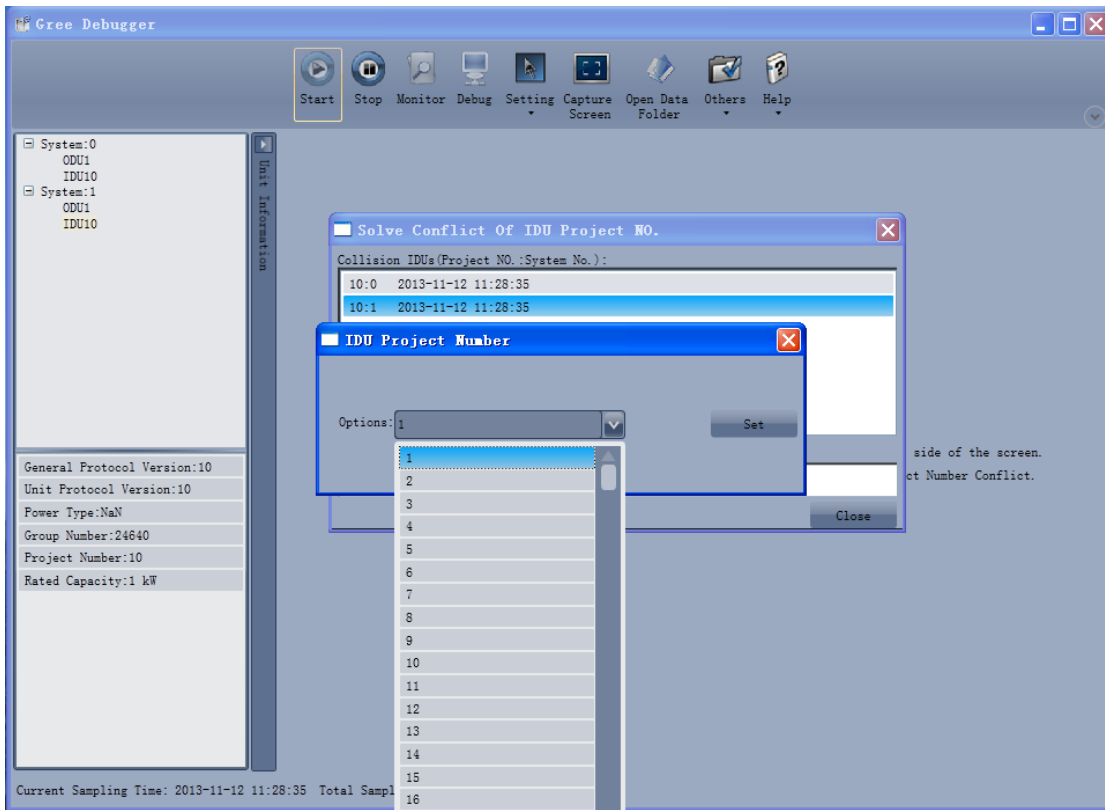 Gree Debugger
Start Stop Monitor Debug Setting Capture Screen Open Data Folder Others Help
System:0
ODU1
IDU10
System:1
ODU1
IDU10
Unit Information
General Protocol Version:10
Unit Protocol Version:10
Power Type:NaN
Group Number:24640
Project Number:10
Rated Capacity:1 kW
Solve Conflict Of IDU Project NO.
Collision IDUs(Project NO.:System No.):
10:0 2013-11-12 11:28:35
10:1 2013-11-12 11:28:35
IDU Project Number
Options:1
Set
1
2
3
4
5
6
7
8
9
10
11
12
13
14
15
16
side of the screen.
ct Number Conflict.
Close
Current Sampling Time: 2013-11-12 11:28:35 Total Sampl